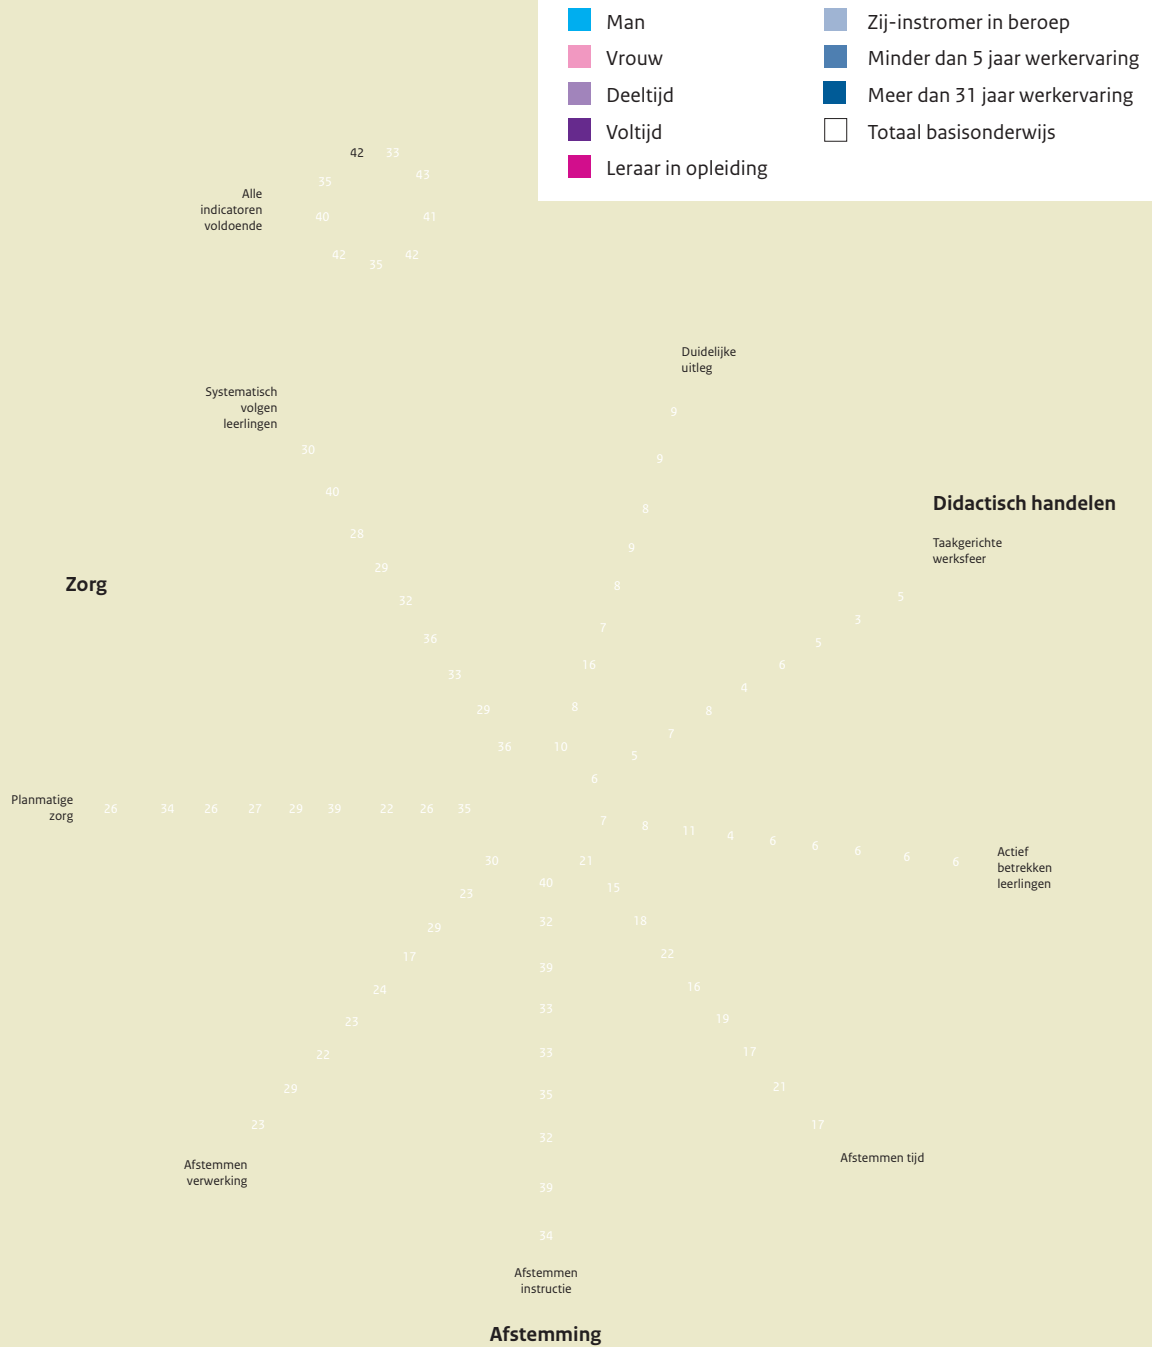 Man
Vrouw
Deeltijd
Voltijd
Leraar in opleiding
Zij-instromer in beroep
Minder dan 5 jaar werkervaring
Meer dan 31 jaar werkervaring
Totaal basisonderwijs
Alle
indicatoren
voldoende
42
33
43
41
42
35
42
40
35
Duidelijke
uitleg
9
9
8
9
8
7
16
8
10
Didactisch handelen
Taakgerichte
werksfeer
5
3
5
6
4
8
7
5
6
Actief
betrekken
leerlingen
7
8
11
4
6
6
6
6
6
Afstemmen tijd
21
15
18
22
16
19
17
21
17
Afstemmen
instructie
40
32
39
33
33
35
32
39
34
Afstemming
Afstemmen
verwerking
30
23
29
17
24
23
22
29
23
Planmatige
zorg
26
34
26
27
29
39
22
26
35
Zorg
Systematisch
volgen
leerlingen
30
40
28
29
32
36
33
29
36